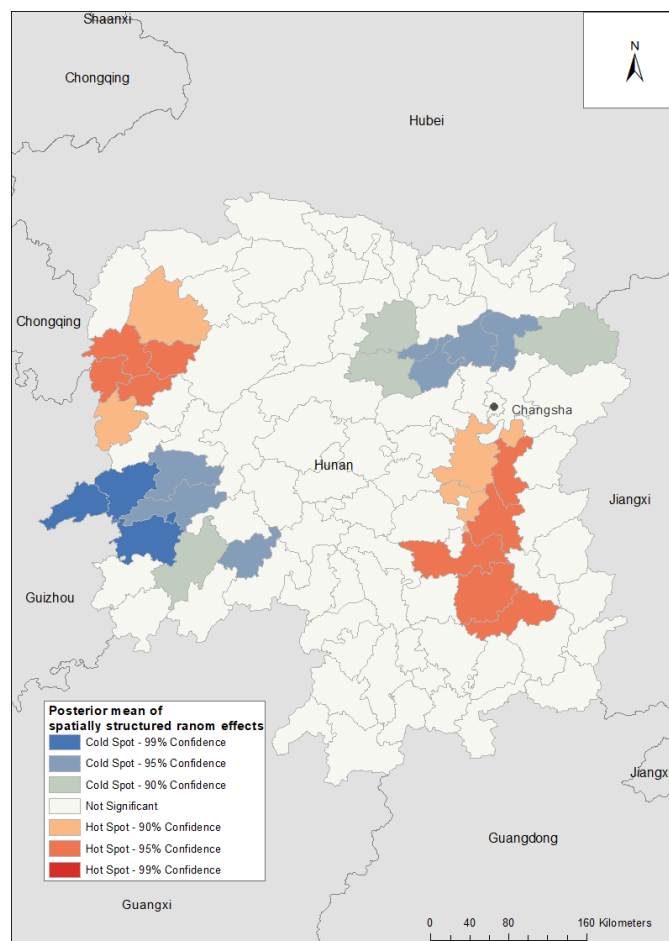 Shaanxi
Chongqing
N
Hubei
Chongqing
Changsha
Hunan
Jiangxi
Guizhou
Posterior mean of
spatially structured ranom effects
Cold Spot - 99% Confidence
Cold Spot - 95% Confidence
Cold Spot - 90% Confidence
Not Significant
Hot Spot - 90% Confidence
Hot Spot - 95% Confidence
Hot Spot - 99% Confidence
Jiangx
Guangdong
Guangxi
0 40 80 160 Kilometers